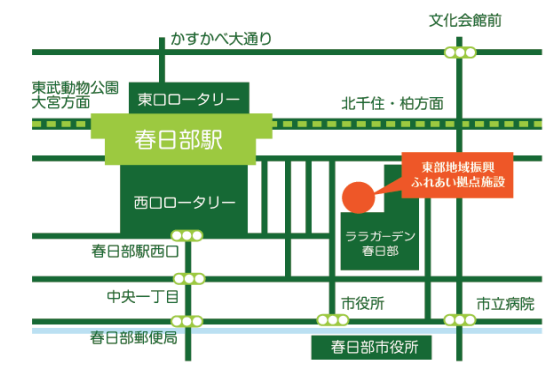 文化会館前
かすかべ大通り
東武動物公園
大宮方面
東口ロータリー
北千住・柏方面
春日部駅
東部地域振興
ふれあい拠点施設
西口ロータリー
ララガーデン
春日部
春日部駅西口
中央一丁目
市役所
市立病院
春日部郵便局
春日部市役所